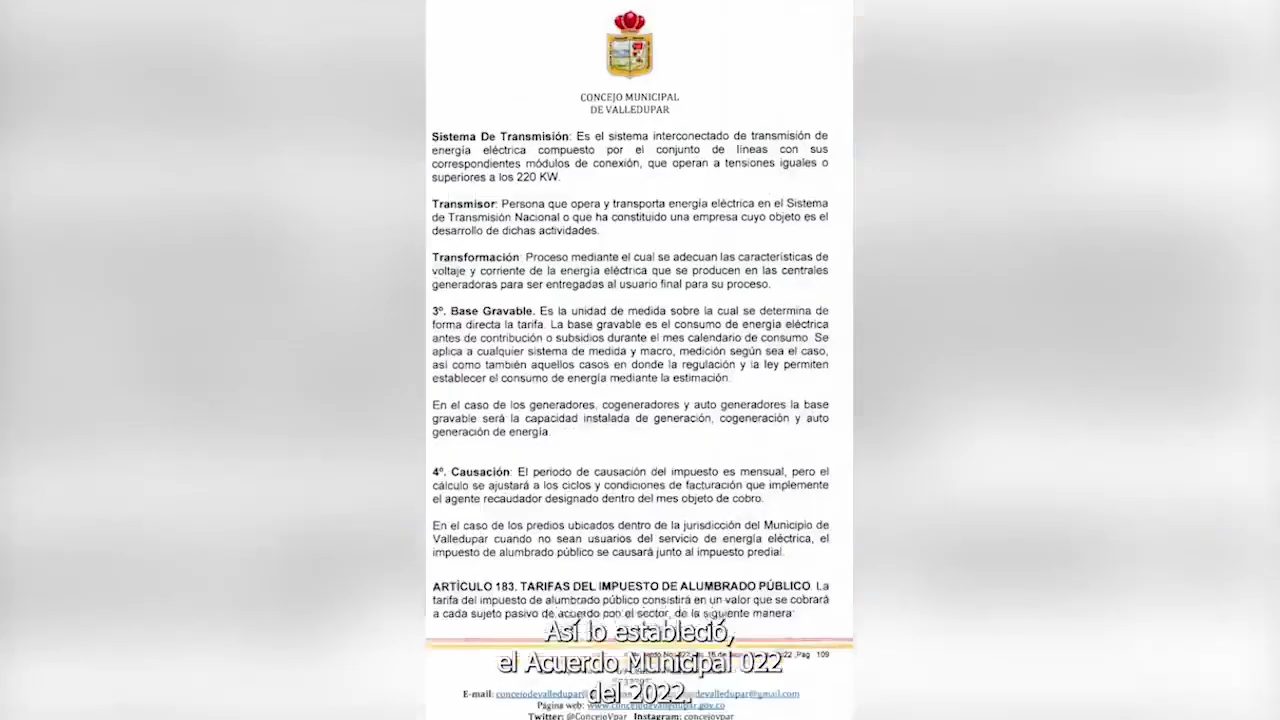 CONCEJO MUNICIPAL
DE VALLEDUPAR
Sistema De Transmisión: Es el sistema interconectado de transmisión de
energía eléctrica compuesto por el conjunto de líneas con sus
correspondientes módulos de conexión, que operan a tensiones iguales o
superiores a los 220 KW.
Transmisor: Persona que opera y transporta energía eléctrica en el Sistema
de Transmisión Nacional o que ha constituido una empresa cuyo objeto es el
desarrollo de dichas actividades.
Transformación: Proceso mediante el cual se adecuan las características de
voltaje y corriente de la energía eléctrica que se producen en las centrales
generadoras para ser entregadas al usuario final para su proceso.
3º. Base Gravable. Es la unidad de medida sobre la cual se determina de
forma directa la tarifa. La base gravable es el consumo de energía eléctrica
antes de contribución o subsidios durante el mes calendario de consumo. Se
aplica a cualquier sistema de medida y macro, medición según sea el caso,
así como también aquellos casos en donde la regulación y la ley permiten
establecer el consumo de energía mediante la estimación.
En el caso de los generadores, cogeneradores y auto generadores la base
gravable será la capacidad instalada de generación, cogeneración y auto
generación de energía.
4º. Causación: El periodo de causación del impuesto es mensual, pero el
cálculo se ajustará a los ciclos y condiciones de facturación que implemente
el agente recaudador designado dentro del mes objeto de cobro.
En el caso de los predios ubicados dentro de la jurisdicción del Municipio de
Valledupar cuando no sean usuarios del servicio de energía eléctrica, el
impuesto de alumbrado público se causará junto al impuesto predial.
ARTÍCULO 183. TARIFAS DEL IMPUESTO DE ALUMBRADO PÚBLICO. La
tarifa del impuesto de alumbrado público consistirá en un valor que se cobrará
a cada sujeto pasivo de acuerdo por el sector, de la siguiente manera:
Así lo estableció,
el Acuerdo Municipal 022
del 2022.
Pag 109
E-mail: concejodevalledupar@ devalledupar@gmail.com
Página web: www.concejodevalledupar.gov.co
Twitter: @ConcejoVpar Instagram: concejovpar